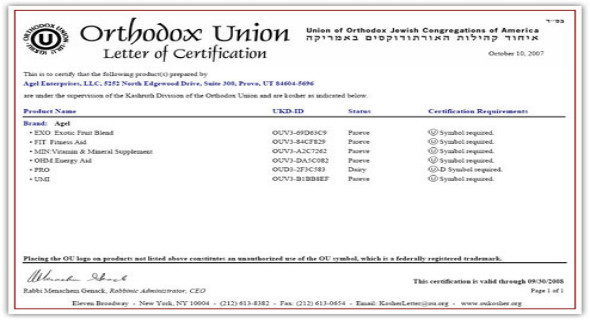 בס״ד
Orthodox Union
Letter of Certification
Union of Orthodox Jewish Congregations of America
איחוד קהילות האורתודוקסים באמריקה
October 10, 2007
This is to certify that the following product(s) prepared by
Agel Enterprises, LLC, 5252 North Edgewood Drive, Suite 300, Provo, UT 84604-5696
are under the supervision of the Kashruth Division of the Orthodox Union and are kosher as indicated below:
Product Name UKD-ID Status Certification Requirements
Brand: Agel
• EXO Exotic Fruit Blend OUV3-69D63C9 Pareve Ⓤ Symbol required.
• FIT Fitness Aid OUV3-84CF829 Pareve Ⓤ Symbol required.
• MIN:Vitamin & Mineral Supplement OUV3-A2C7262 Pareve Ⓤ Symbol required.
• OHM Energy Aid OUV3-DA5C082 Pareve Ⓤ Symbol required.
• PRO OUD3-2F3C583 Dairy Ⓤ-D Symbol required.
• UMI OUV3-B1BB8EF Pareve Ⓤ Symbol required.
Placing the OU logo on products not listed above constitutes an unauthorized use of the OU symbol, which is a federally registered trademark.
This certification is valid through 09/30/2008
Rabbi Menachem Genack, Rabbinic Administrator, CEO
Page 1 of 1
Eleven Broadway - New York, NY 10004 - (212) 613-8382 - Fax: (212) 613-0654 - Email: KosherLetter@ou.org - www.oukosher.org